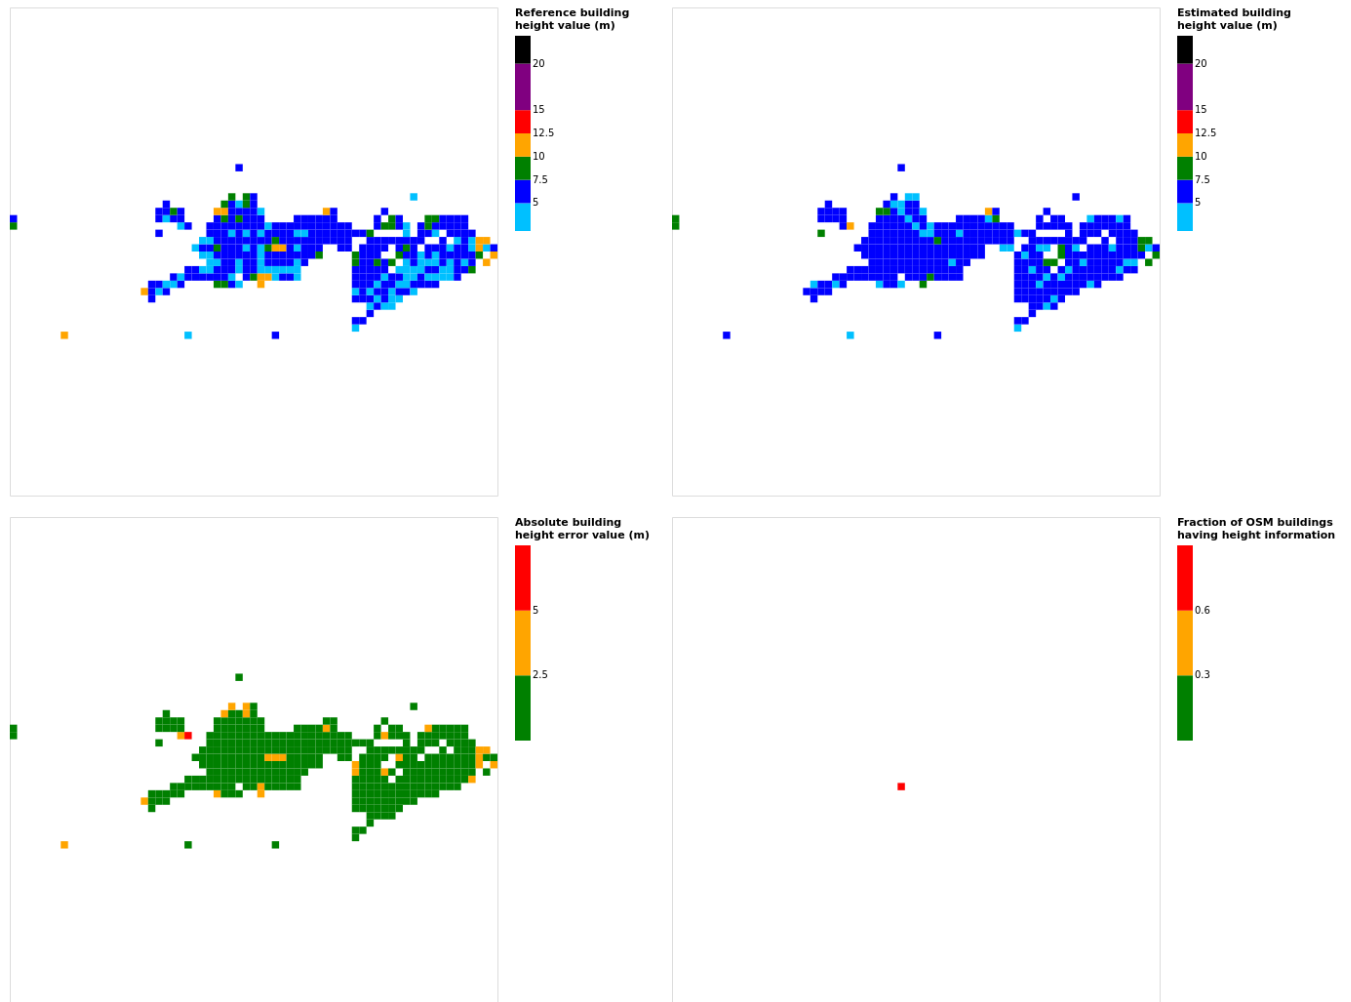 Reference building
height value (m)
20
15
12.5
10
7.5
5
Estimated building
height value (m)
20
15
12.5
10
7.5
5
Absolute building
height error value (m)
5
2.5
Fraction of OSM buildings
having height information
0.6
0.3